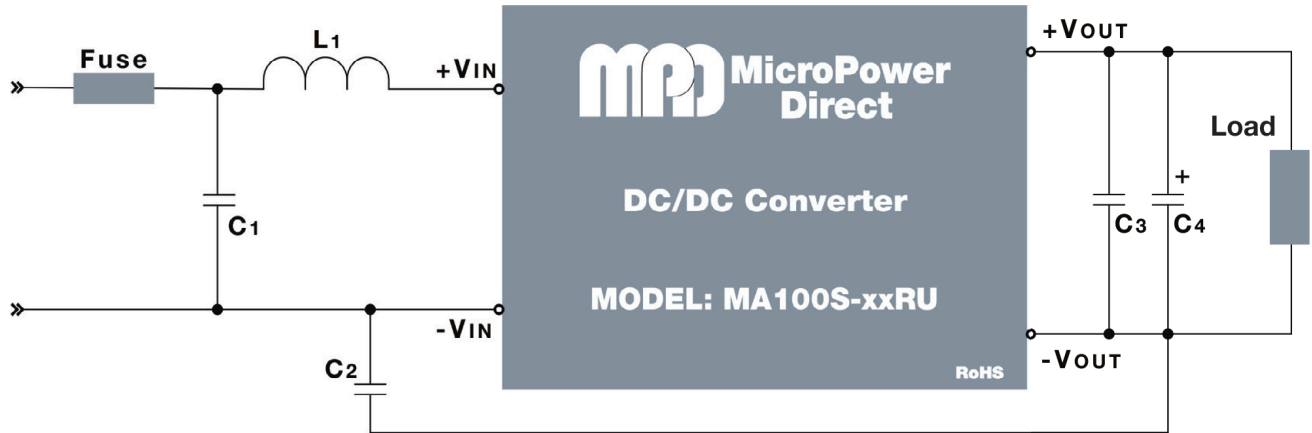 Fuse
L1
+VIN
C1
-VIN
C2
MPD MicroPower
Direct
DC/DC Converter
MODEL: MA100S-xxRU
RoHS
+VOUT
-VOUT
C3
+
C4
Load